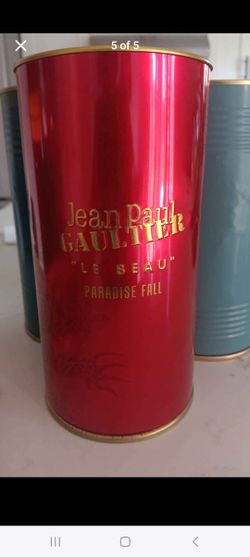 5 of 5
Jean Paul
GAULTIER
"LE BEAU"
PARADISE FALL